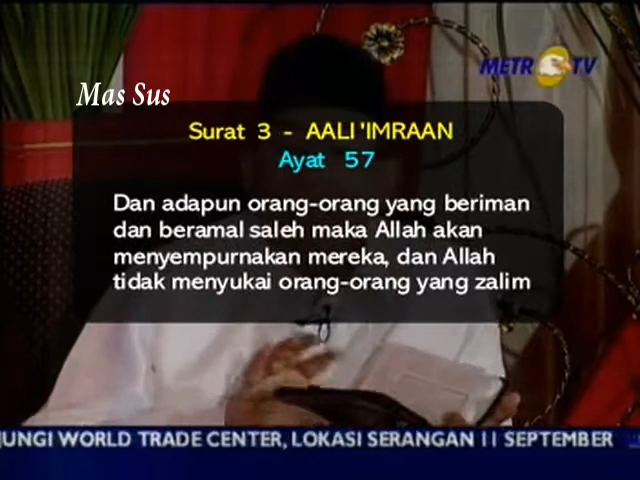 METRO TV
Mas Sus
Surat 3 - AALI 'IMRAAN
Ayat 57
Dan adapun orang-orang yang beriman
dan beramal saleh maka Allah akan
menyempurnakan mereka, dan Allah
tidak menyukai orang-orang yang zalim
JUNGI WORLD TRADE CENTER, LOKASI SERANGAN 11 SEPTEMBER